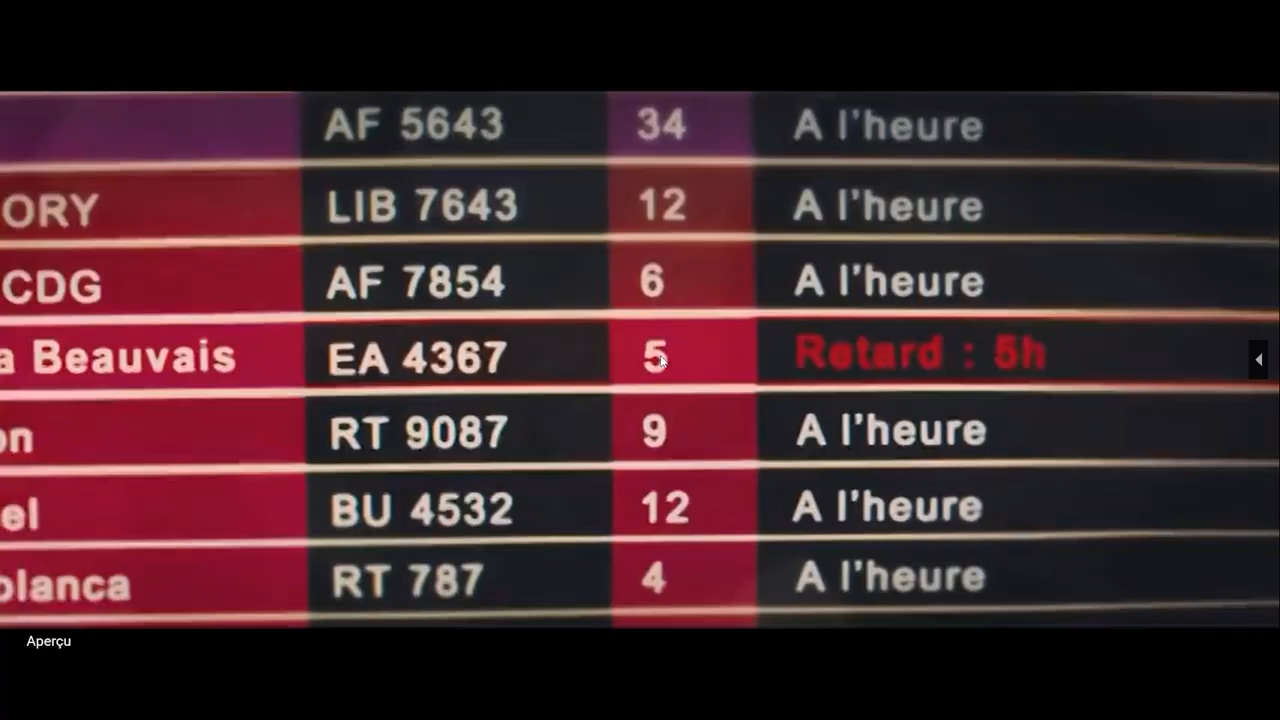 AF 5643 34 A l'heure
ORY LIB 7643 12 A l'heure
CDG AF 7854 6 A l'heure
a Beauvais EA 4367 5 Retard : 5h
on RT 9087 9 A l'heure
el BU 4532 12 A l'heure
blanca RT 787 4 A l'heure
Aperçu